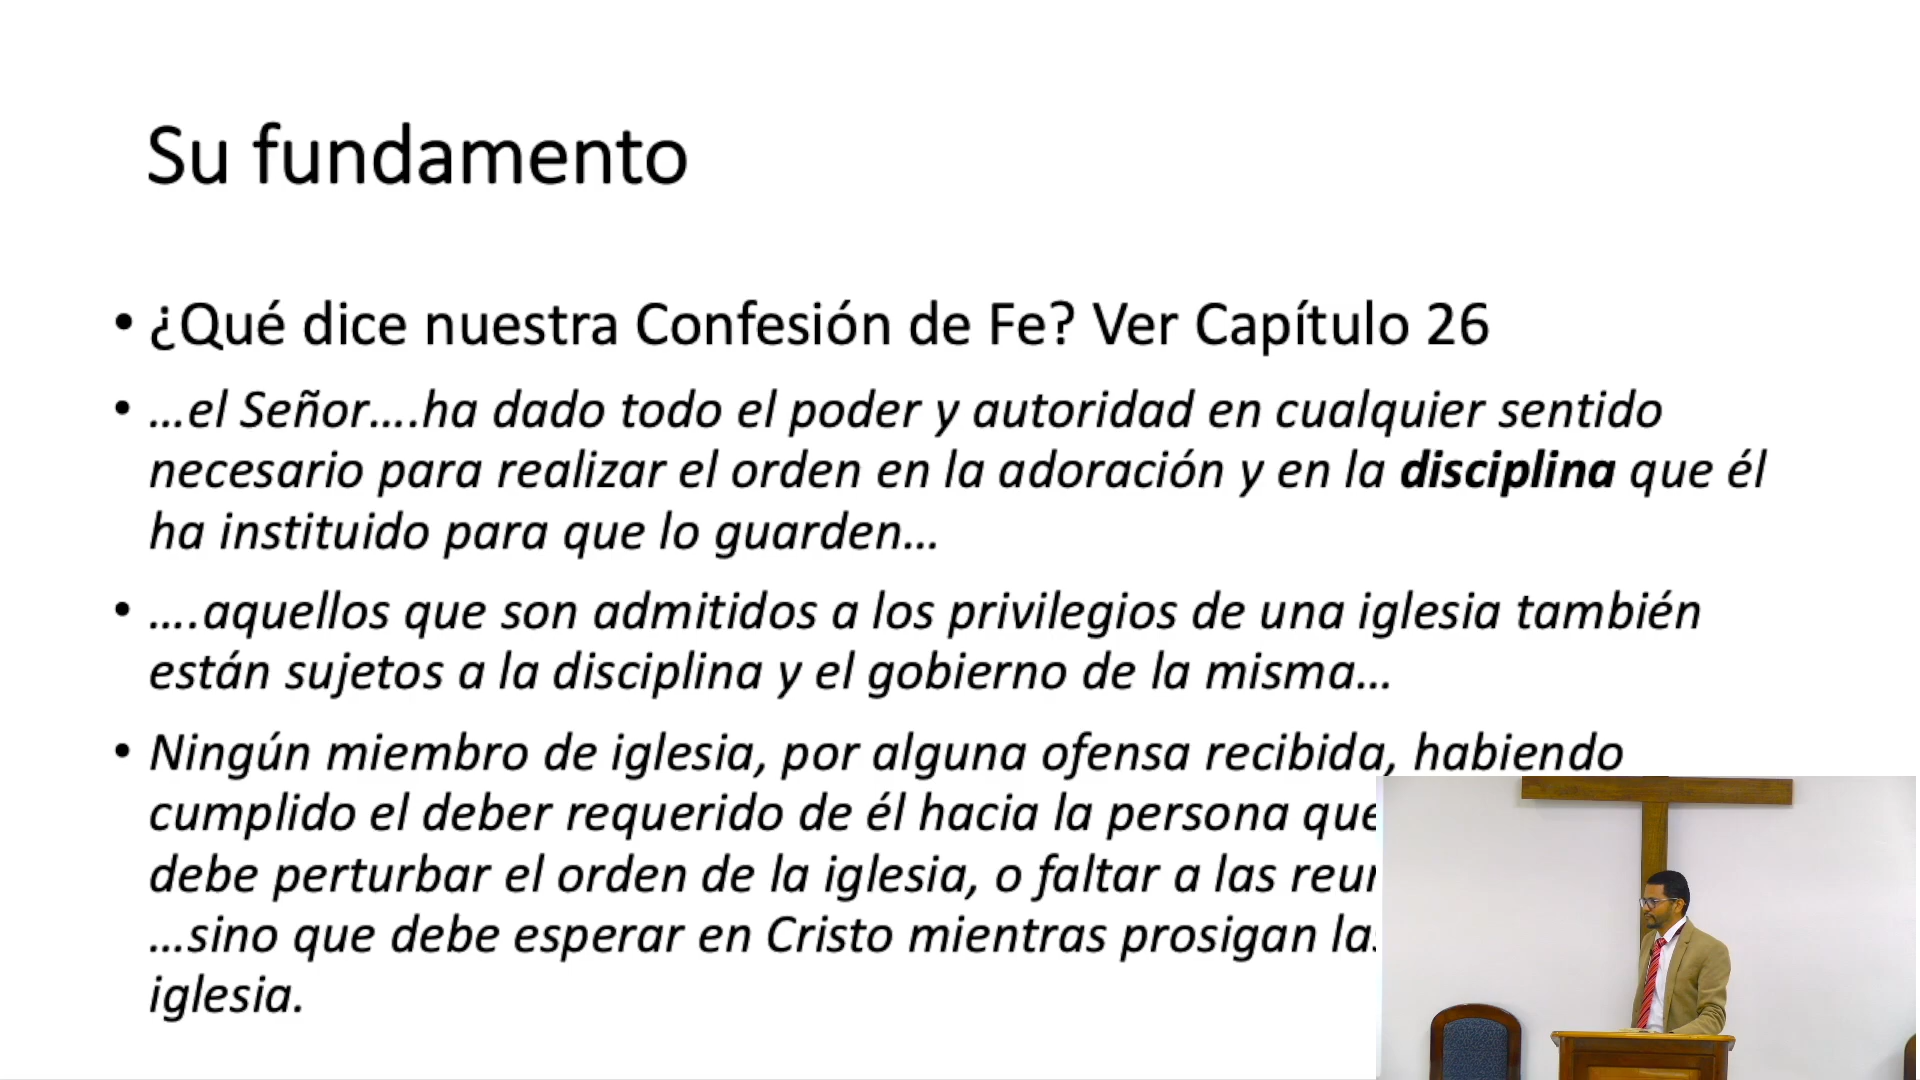 Su fundamento
• ¿Qué dice nuestra Confesión de Fe? Ver Capítulo 26
• …el Señor….ha dado todo el poder y autoridad en cualquier sentido
necesario para realizar el orden en la adoración y en la disciplina que él
ha instituido para que lo guarden…
• ….aquellos que son admitidos a los privilegios de una iglesia también
están sujetos a la disciplina y el gobierno de la misma…
• Ningún miembro de iglesia, por alguna ofensa recibida, habiendo
cumplido el deber requerido de él hacia la persona que
debe perturbar el orden de la iglesia, o faltar a las
…sino que debe esperar en Cristo mientras prosigan
iglesia.